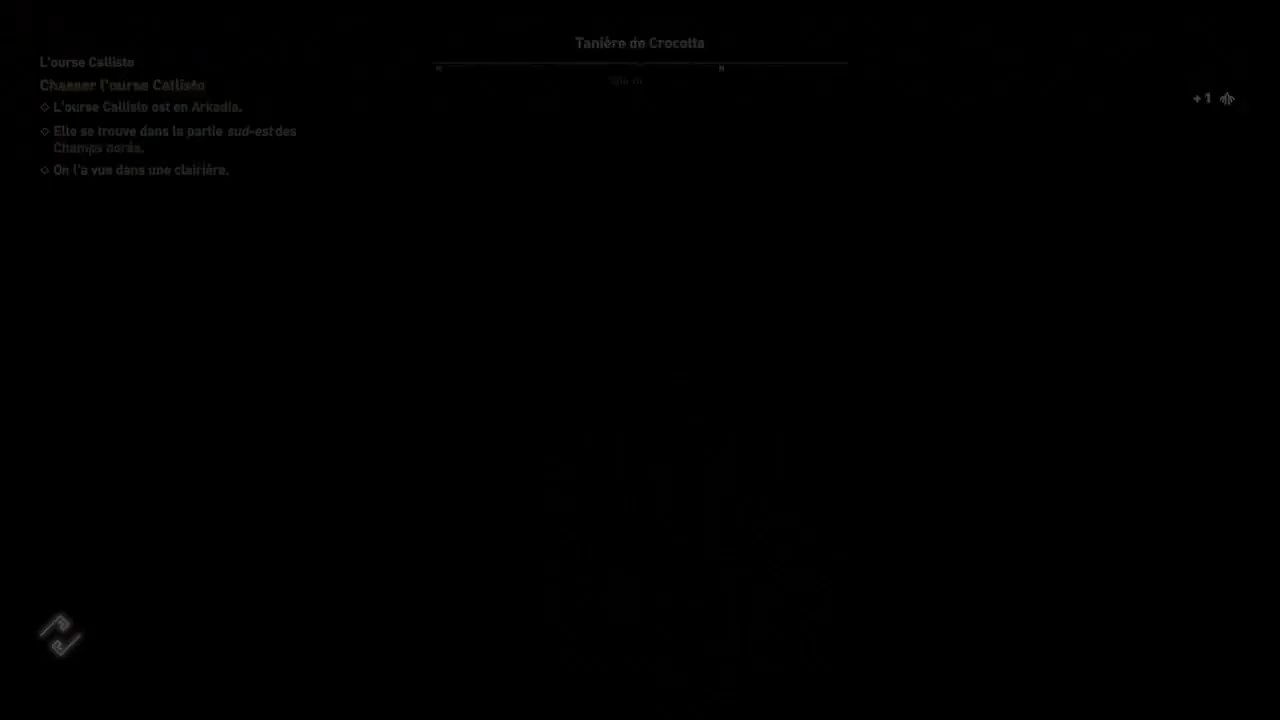 Tanière de Crocotta
L'ourse Callisto
Chasser l'ourse Callisto
L'ourse Callisto est en Arkadia.
Elle se trouve dans la partie sud-est des
Champs dorés.
On l'a vue dans une clairière.
+1
N